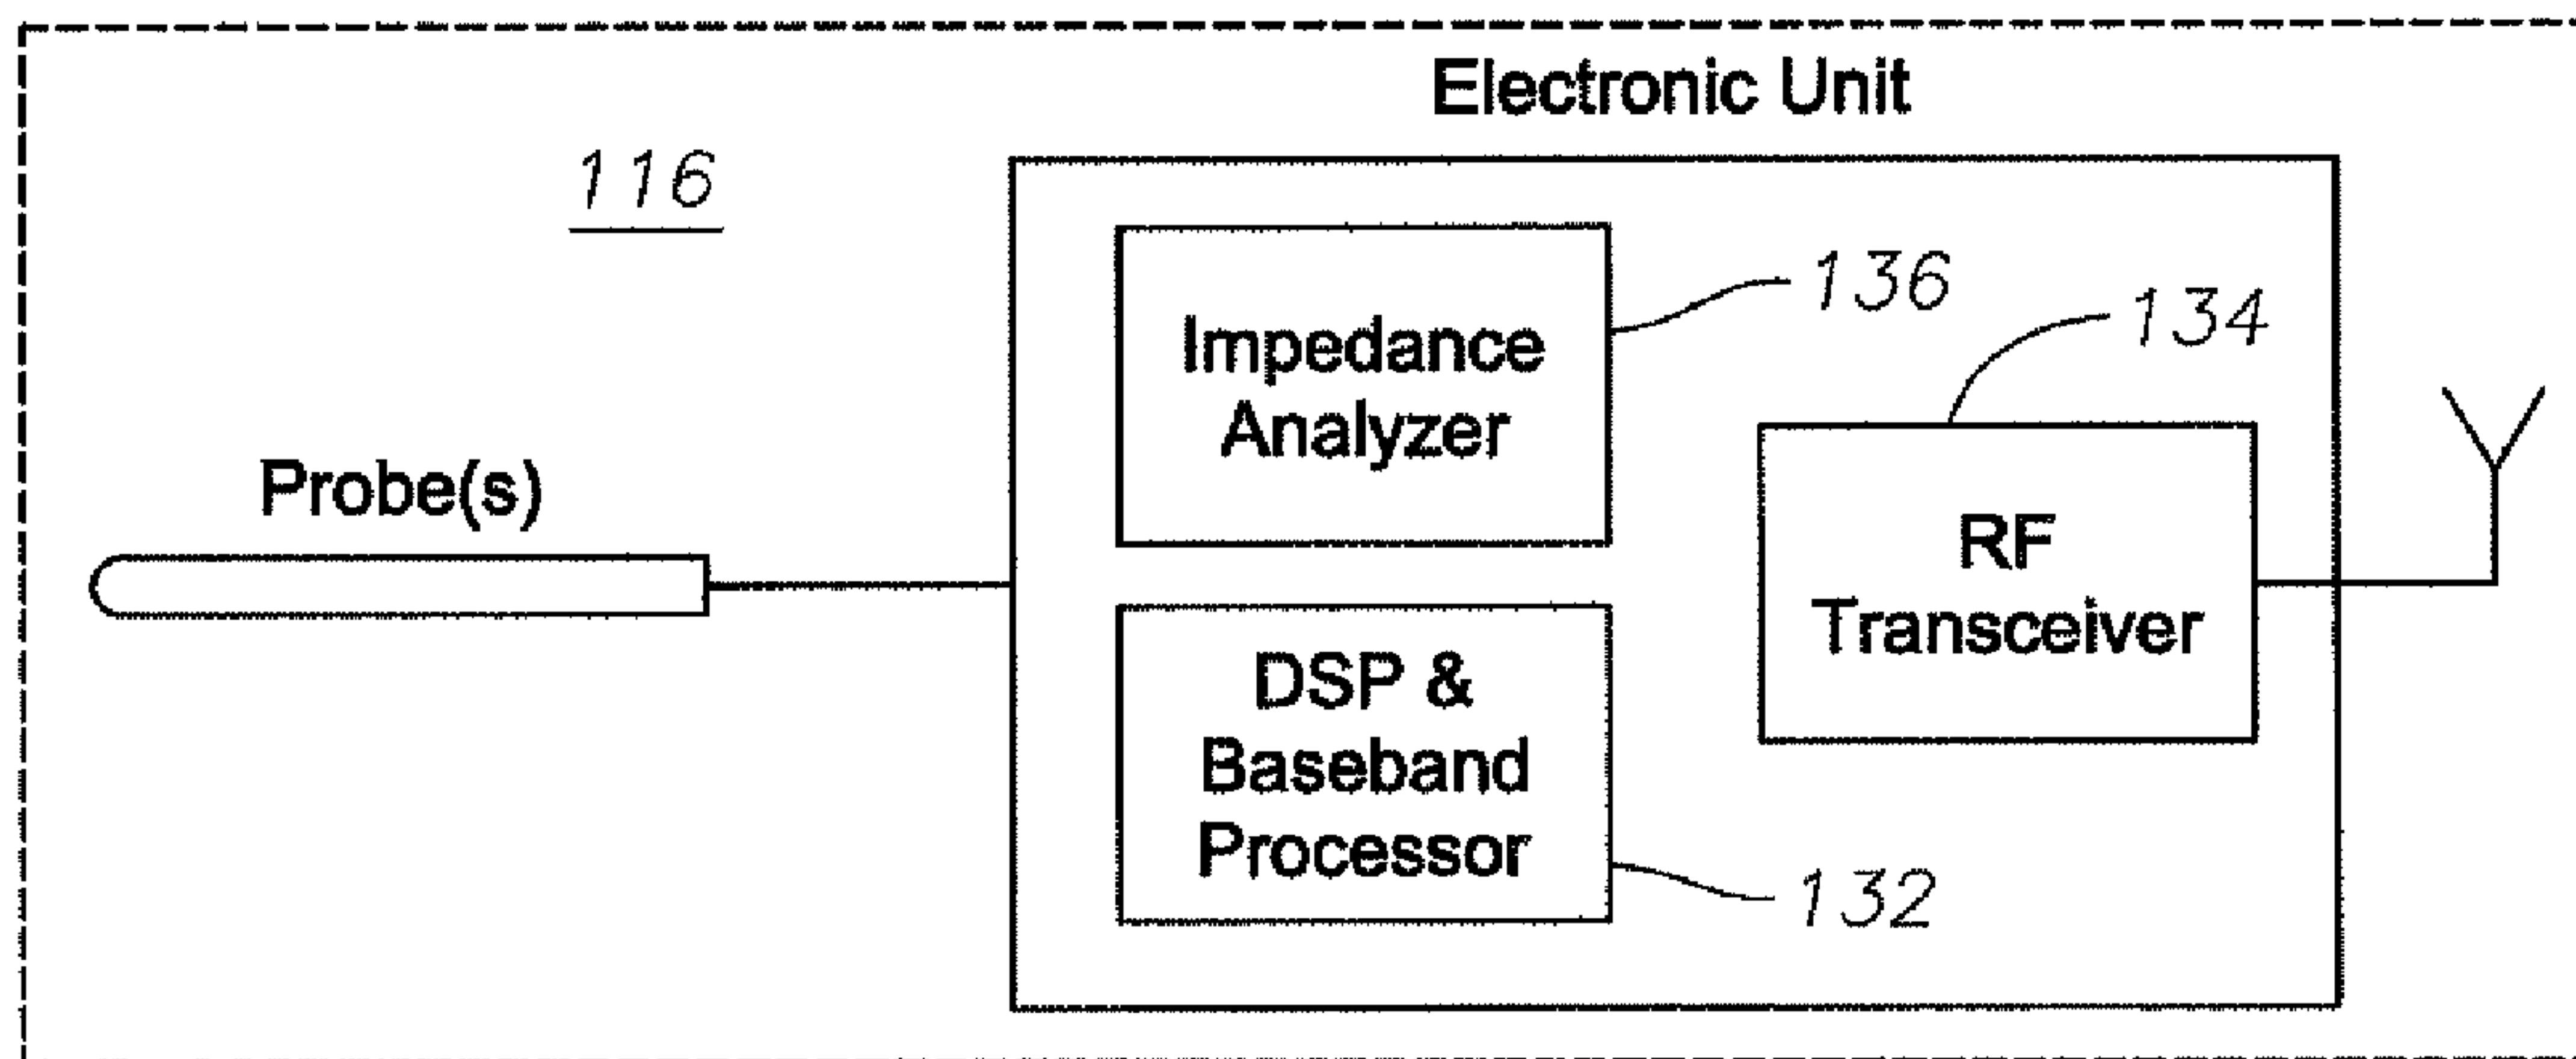 Electronic Unit
116
Impedance
Analyzer
136
134
Probe(s)
RF
Transceiver
DSP &
Baseband
Processor
132